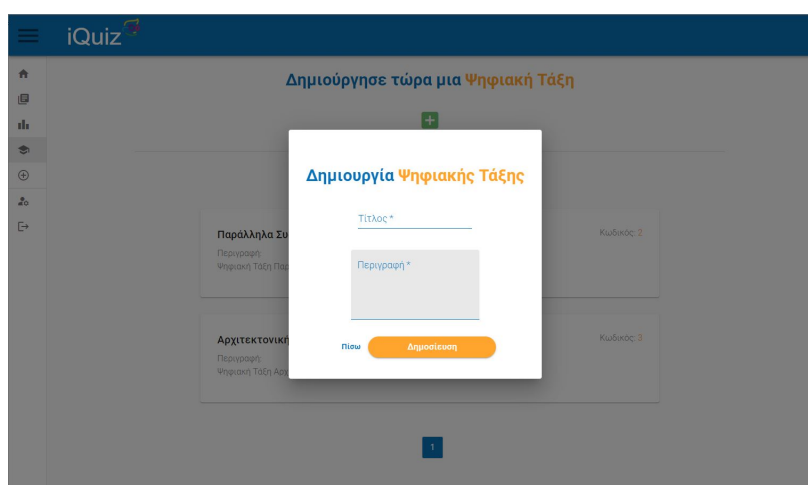 iQuiz
Δημιούργησε τώρα μια Ψηφιακή Τάξη
Δημιουργία Ψηφιακής Τάξης
Τίτλος *
Παράλληλα Συ
Κωδικός: 2
Περιγραφή:
Ψηφιακή Τάξη Παρ
Περιγραφή *
Αρχιτεκτονική
Κωδικός: 3
Περιγραφή:
Ψηφιακή Τάξη Αρχ
Πίσω Δημοσίευση
1